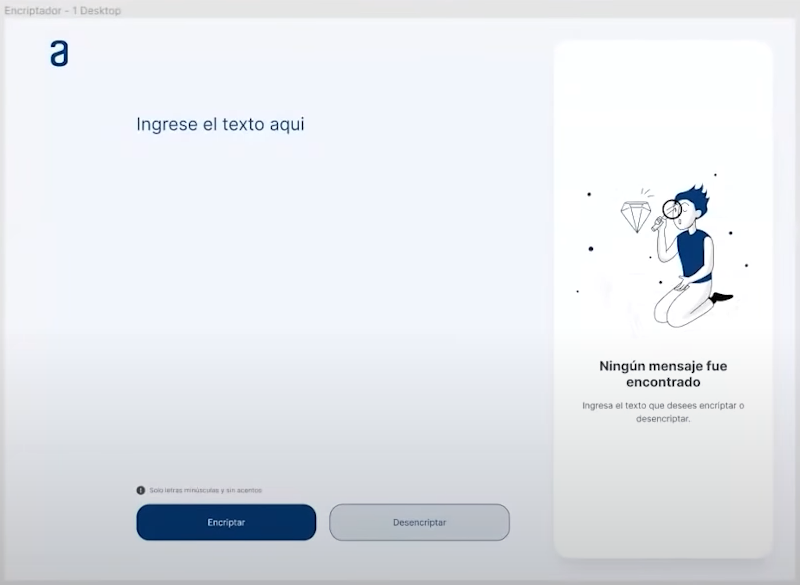 Encriptador - 1 Desktop
a
Ingrese el texto aqui
Ningún mensaje fue
encontrado
Ingresa el texto que desees encriptar o
desencriptar.
Solo letras minúsculas y sin acentos
Encriptar
Desencriptar